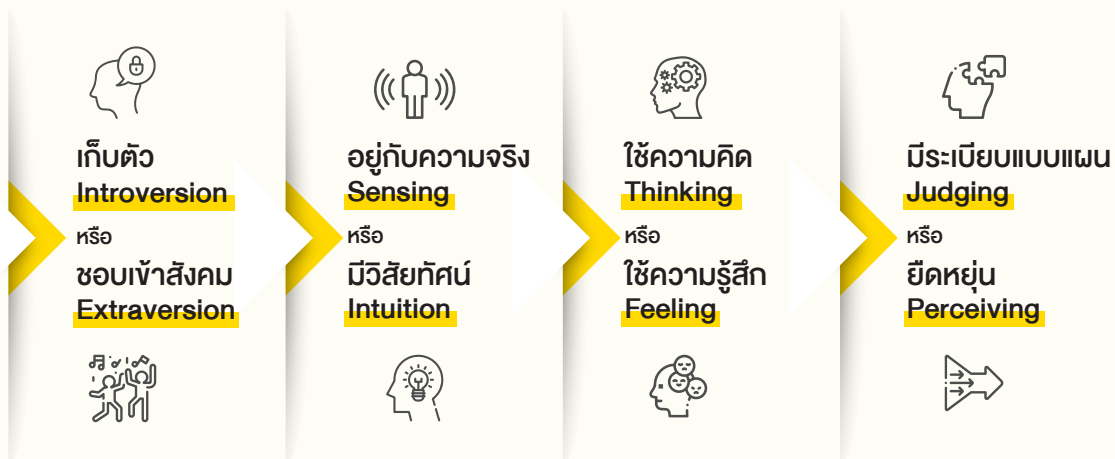 เก็บตัว
Introversion
หรือ
ชอบเข้าสังคม
Extraversion
อยู่กับความจริง
Sensing
หรือ
มีวิสัยทัศน์
Intuition
ใช้ความคิด
Thinking
หรือ
ใช้ความรู้สึก
Feeling
มีระเบียบแบบแผน
Judging
หรือ
ยืดหยุ่น
Perceiving